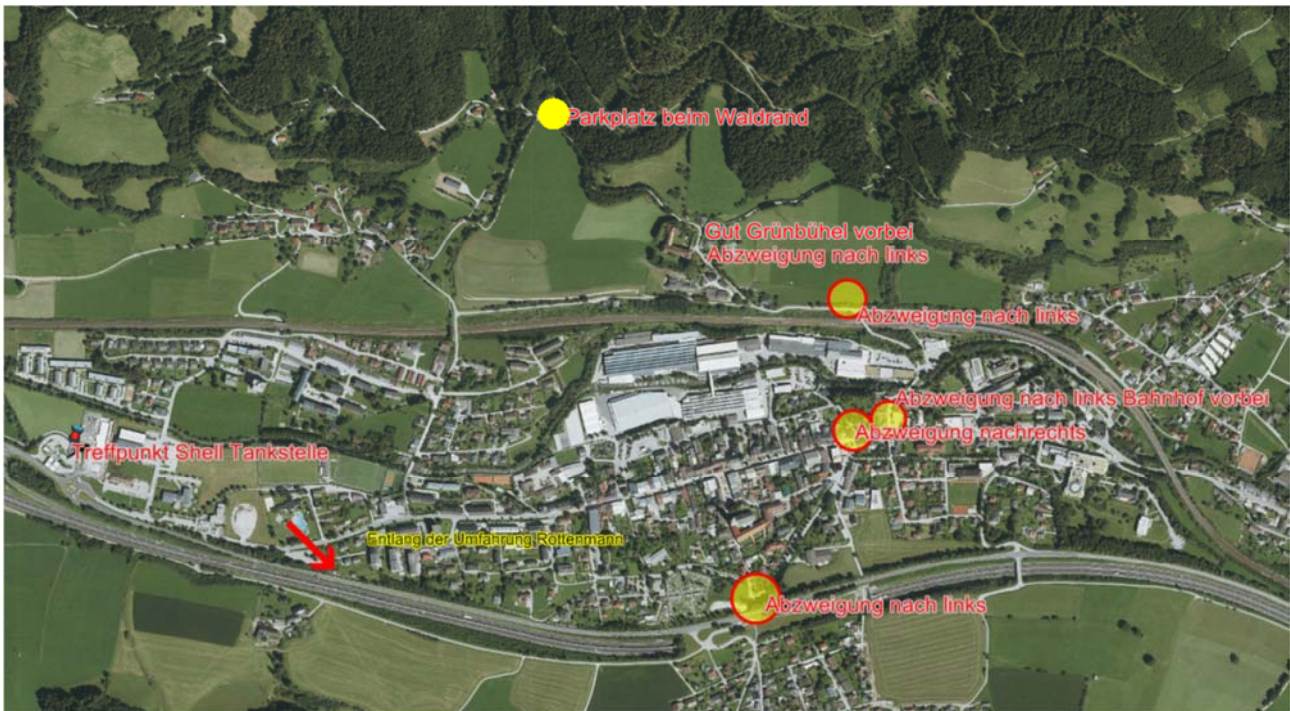 Parkplatz beim Waldrand
Gut Grünbühel vorbei
Abzweigung nach links
Abzweigung nach links
Abzweigung nach links Bahnhof vorbei
Abzweigung nachrechts
Treffpunkt Shell Tankstelle
Entlang der Umfahrung Rottenmann
Abzweigung nach links